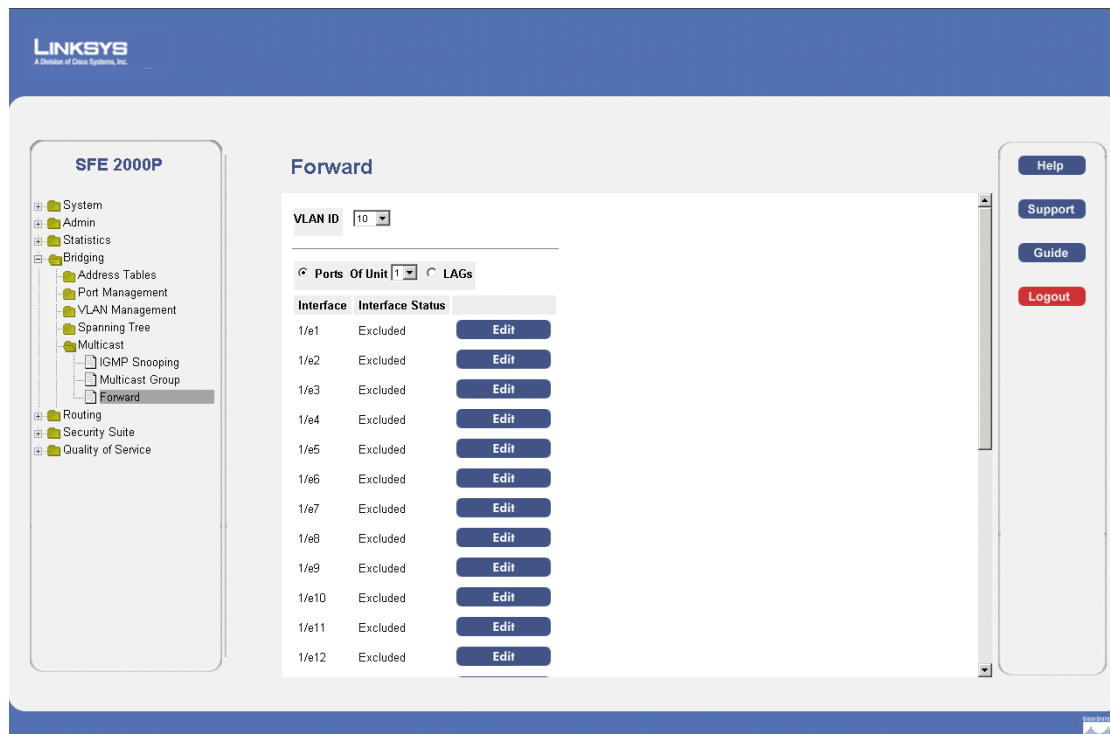 LINKSYS
A Division of Cisco Systems, Inc.
SFE 2000P
System
Admin
Statistics
Bridging
Address Tables
Port Management
VLAN Management
Spanning Tree
Multicast
IGMP Snooping
Multicast Group
Forward
Routing
Security Suite
Quality of Service
Forward
VLAN ID 10
Ports Of Unit 1 LAGs
Interface Interface Status
1/e1 Excluded Edit
1/e2 Excluded Edit
1/e3 Excluded Edit
1/e4 Excluded Edit
1/e5 Excluded Edit
1/e6 Excluded Edit
1/e7 Excluded Edit
1/e8 Excluded Edit
1/e9 Excluded Edit
1/e10 Excluded Edit
1/e11 Excluded Edit
1/e12 Excluded Edit
Help
Support
Guide
Logout